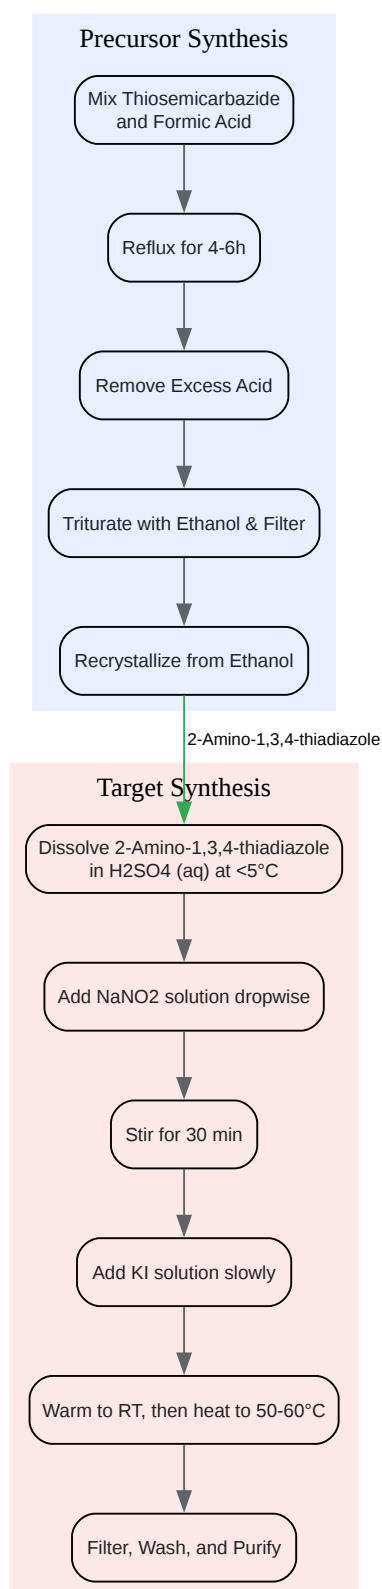 Precursor Synthesis
Mix Thiosemicarbazide
and Formic Acid
Reflux for 4-6h
Remove Excess Acid
Triturate with Ethanol & Filter
Recrystallize from Ethanol
2-Amino-1,3,4-thiadiazole
Target Synthesis
Dissolve 2-Amino-1,3,4-thiadiazole
in H2SO4 (aq) at <5°C
Add NaNO2 solution dropwise
Stir for 30 min
Add KI solution slowly
Warm to RT, then heat to 50-60°C
Filter, Wash, and Purify